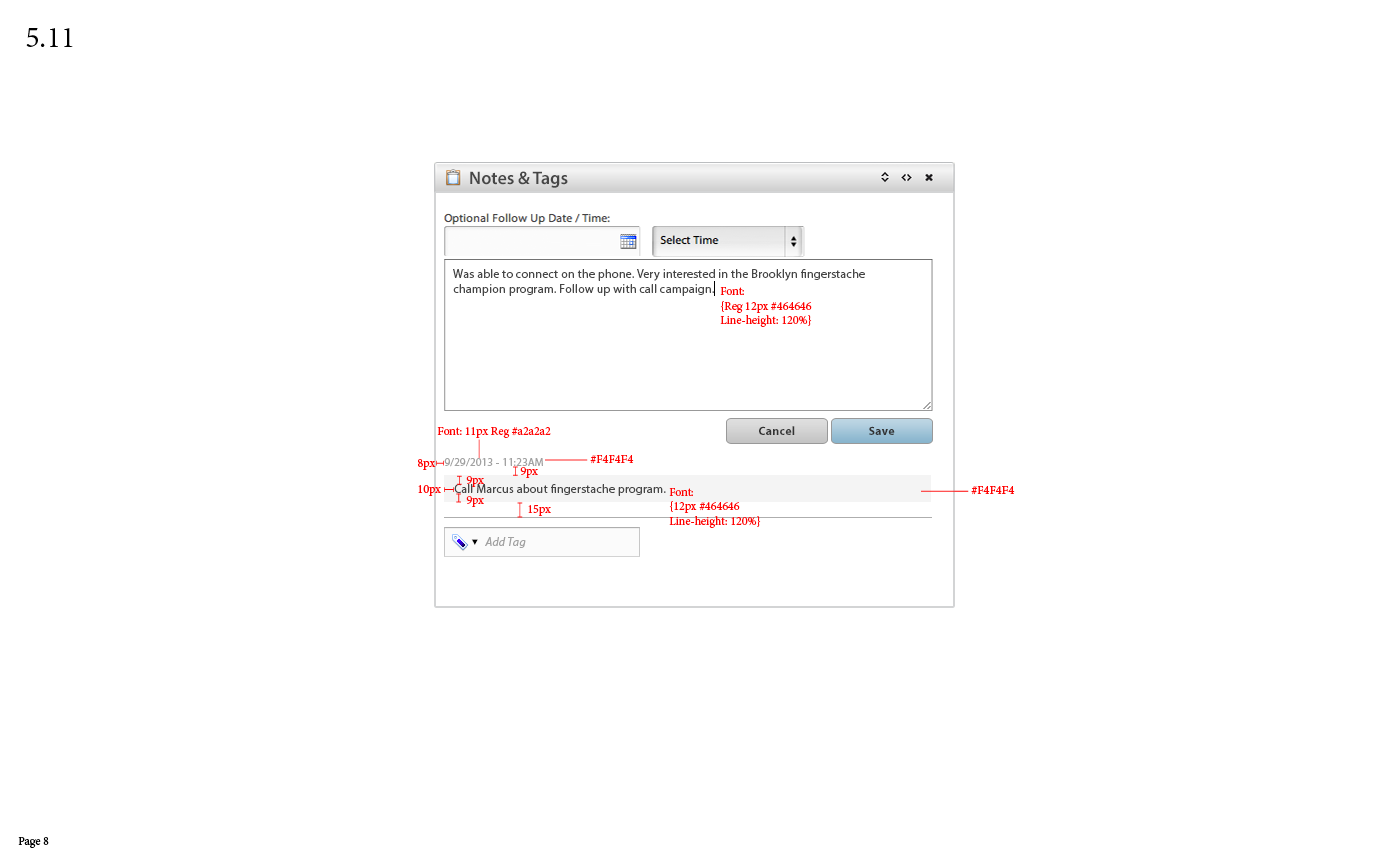 5.11
Notes & Tags
Optional Follow Up Date / Time:
Select Time
Was able to connect on the phone. Very interested in the Brooklyn fingerstache
champion program. Follow up with call campaign.
Font:
{Reg 12px #464646
Line-height: 120%}
Cancel
Save
Font: 11px Reg #a2a2a2
8px
9/29/2013 - 11:23AM
#F4F4F4
9px
9px
10px
Call Marcus about fingerstache program.
#F4F4F4
9px
Font:
{12px #464646
Line-height: 120%}
15px
Add Tag
Page 8